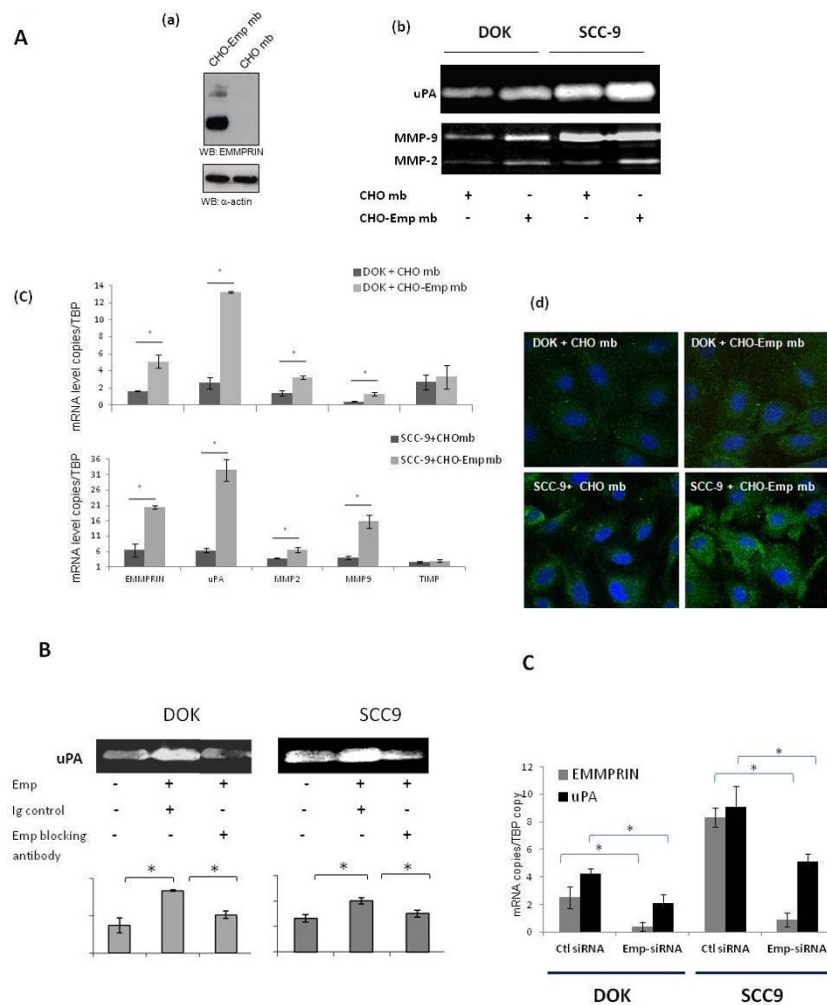 A
(a)
CHO-Emp mb
CHO mb
WB: EMMPRIN
WB: α-actin
(b)
DOK SCC-9
uPA
MMP-9
MMP-2
CHO mb + - + -
CHO-Emp mb - + - +
(C)
mRNA level copies/TBP
DOK + CHO mb
DOK + CHO-Emp mb
14
12
10
8
6
4
2
0
* * * *
mRNA level copies/TBP
SCC-9+CHOmb
SCC-9+CHO-Emp mb
36
31
26
21
16
11
6
1
* * * *
EMMPRIN uPA MMP2 MMP9 TIMP
(d)
DOK + CHO mb DOK + CHO-Emp mb
SCC-9+ CHO mb SCC-9 + CHO-Emp mb
B
DOK SCC9
uPA
Emp - + + - + +
Ig control - + - - + -
Emp blocking - - + - - +
antibody
* * * *
C
mRNA copies/TBP copy
EMMPRIN
uPA
12
10
8
6
4
2
0
* * * *
Ctl siRNA Emp-siRNA Ctl siRNA Emp-siRNA
DOK SCC9